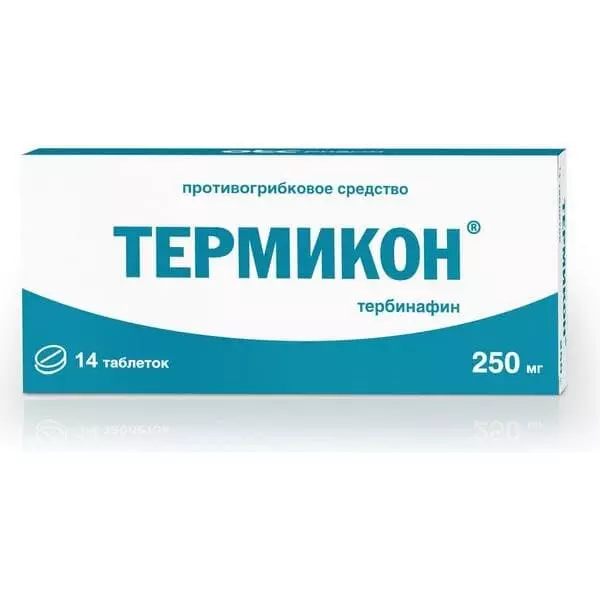 противогрибковое средство
ТЕРМИКОН®
тербинафин
14 таблеток
250 мг